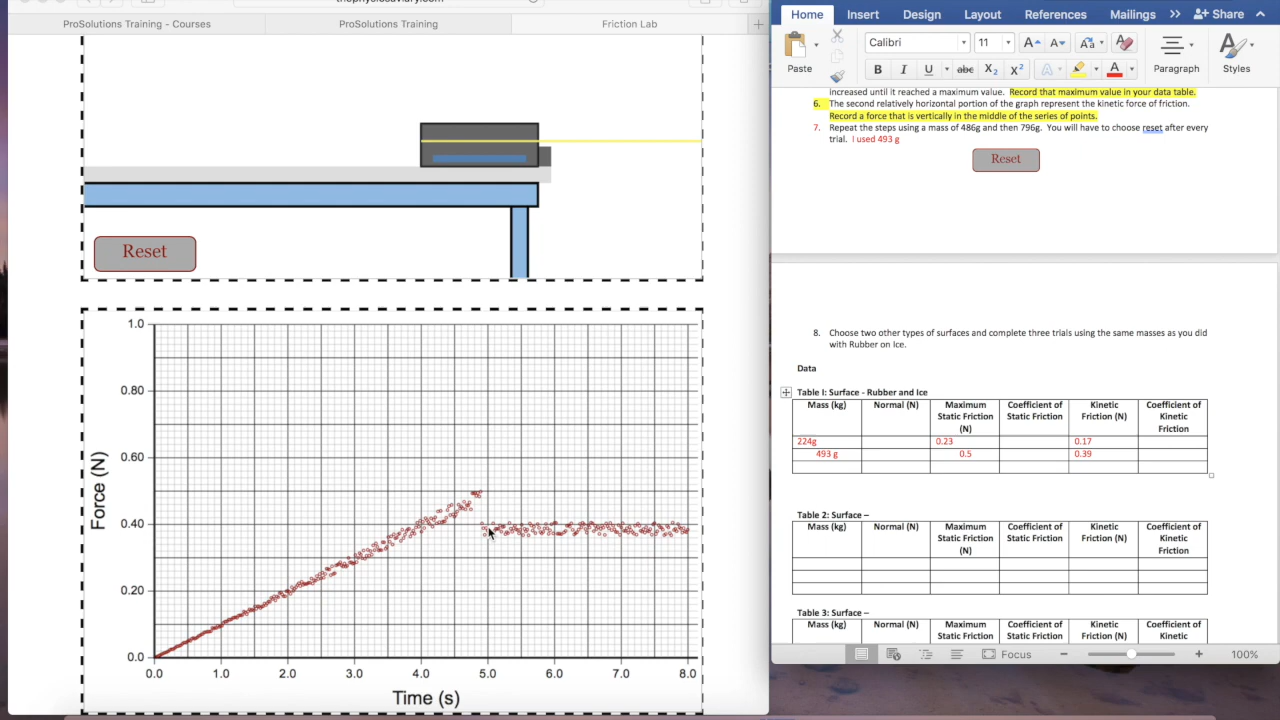 ProSolutions Training - Courses
ProSolutions Training
Friction Lab
Reset
1.0
0.80
0.60
0.40
0.20
0.0
Force (N)
0.0 1.0 2.0 3.0 4.0 5.0 6.0 7.0 8.0
Time (s)
Home Insert Design Layout References Mailings Share
Paste
Calibri 11
B I U abc X2 X2 A A
A A Aa
Paragraph
Styles
increased until it reached a maximum value. Record that maximum value in your data table.
6. The second relatively horizontal portion of the graph represent the kinetic force of friction.
Record a force that is vertically in the middle of the series of points.
7. Repeat the steps using a mass of 486g and then 796g. You will have to choose reset after every
trial. I used 493 g
Reset
8. Choose two other types of surfaces and complete three trials using the same masses as you did
with Rubber on Ice.
Data
Table I: Surface - Rubber and Ice
Mass (kg) Normal (N) Maximum Static Friction (N) Coefficient of Static Friction Kinetic Friction (N) Coefficient of Kinetic Friction
224g 0.23 0.17
493 g 0.5 0.39
Table 2: Surface –
Mass (kg) Normal (N) Maximum Static Friction (N) Coefficient of Static Friction Kinetic Friction (N) Coefficient of Kinetic Friction
Table 3: Surface –
Mass (kg) Normal (N) Maximum Static Friction Coefficient of Static Friction Kinetic Friction (N) Coefficient of Kinetic
Focus
100%